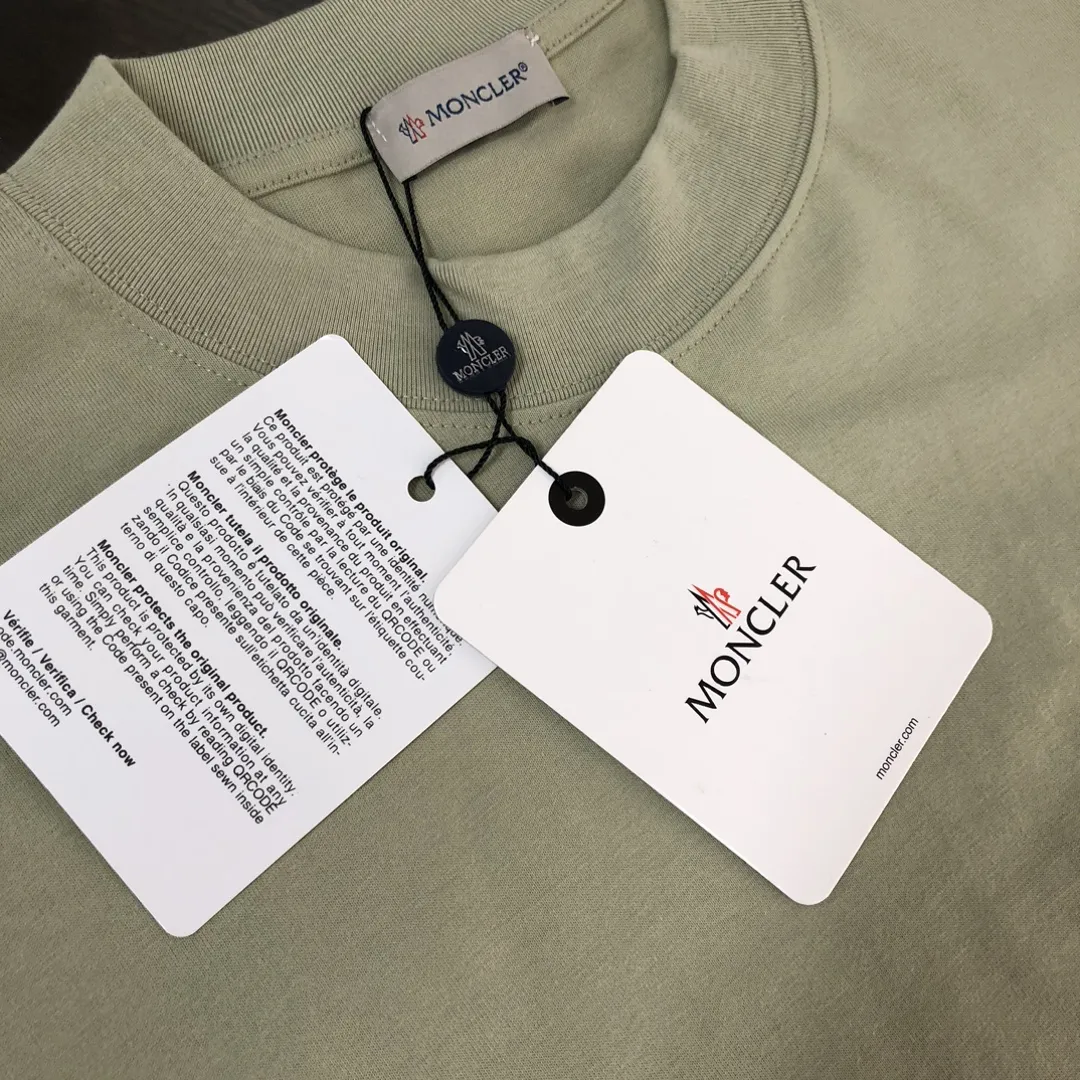 MONCLER®
MONCLER
Moncler protège le produit original.
Ce produit est protégé par une identité
Vous pouvez vérifier à tout moment l'authenticité,
la qualité et la provenance du produit en effectuant
un simple contrôle par la lecture du QRCODE ou
par le biais du Code se trouvant sur l'étiquette cou-
sue à l'intérieur de cette pièce.
Moncler tutela il prodotto originale.
Questo prodotto è tutelato da un'identità digitale.
In qualsiasi momento può verificare l'autenticità, la
qualità e la provenienza dei prodotti facendo un
semplice controllo, leggendo il QRCODE o utiliz-
zando il Codice presente sull'etichetta cucita all'in-
terno di questo capo.
Moncler protects the original product.
This product is protected by its own digital identity:
You can check your product information at any
time. Simply perform a check by reading QRCODE
or using the Code present on the label sewn inside
this garment.
Vérifie / Verifica / Check now
ode.moncler.com
@moncler.com
MONCLER
moncler.com